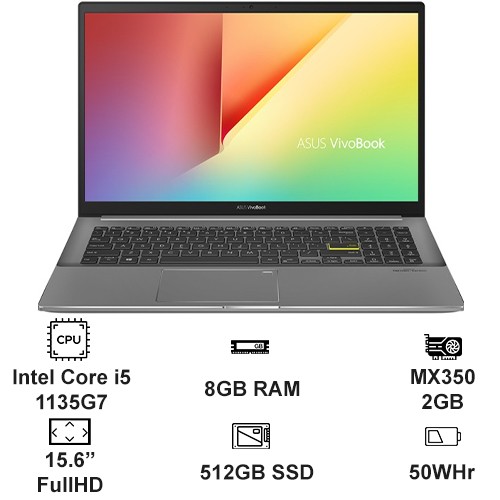 ASUS VivoBook
ASUS VivoBook
CPU
GB
Intel Core i5
1135G7
8GB RAM
MX350
2GB
15.6”
FullHD
512GB SSD
50WHr